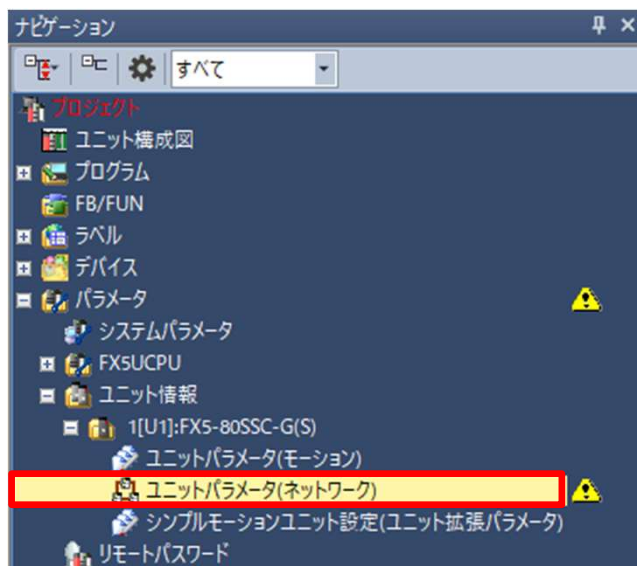 ナビゲーション
すべて
プロジェクト
ユニット構成図
プログラム
FB/FUN
ラベル
デバイス
パラメータ
システムパラメータ
FX5UCPU
ユニット情報
1[U1]:FX5-80SSC-G(S)
ユニットパラメータ(モーション)
ユニットパラメータ(ネットワーク)
シンプルモーションユニット設定(ユニット拡張パラメータ)
リモートパスワード